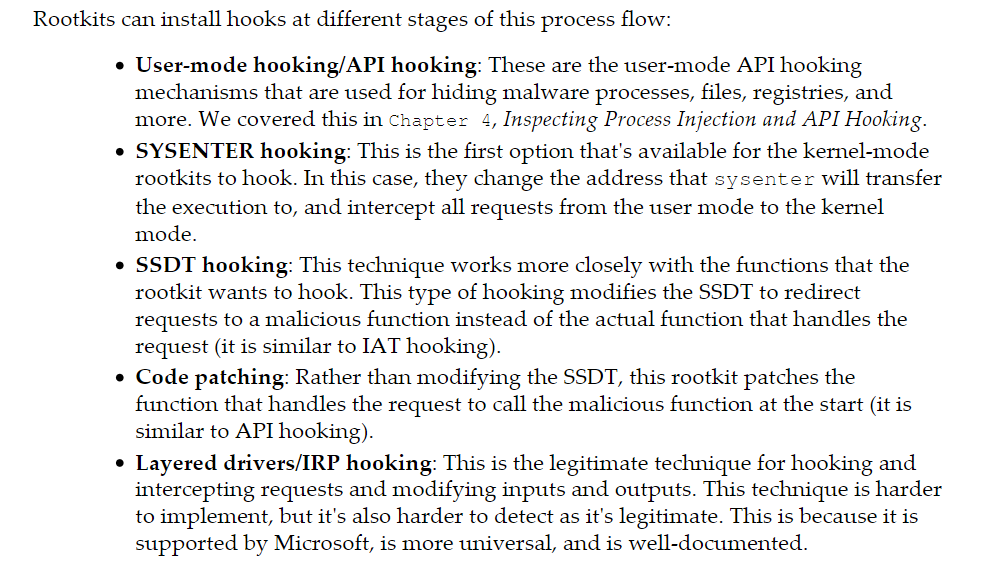 Rootkits can install hooks at different stages of this process flow:
• User-mode hooking/API hooking: These are the user-mode API hooking
mechanisms that are used for hiding malware processes, files, registries, and
more. We covered this in Chapter 4, Inspecting Process Injection and API Hooking.
• SYSENTER hooking: This is the first option that's available for the kernel-mode
rootkits to hook. In this case, they change the address that sysenter will transfer
the execution to, and intercept all requests from the user mode to the kernel
mode.
• SSDT hooking: This technique works more closely with the functions that the
rootkit wants to hook. This type of hooking modifies the SSDT to redirect
requests to a malicious function instead of the actual function that handles the
request (it is similar to IAT hooking).
• Code patching: Rather than modifying the SSDT, this rootkit patches the
function that handles the request to call the malicious function at the start (it is
similar to API hooking).
• Layered drivers/IRP hooking: This is the legitimate technique for hooking and
intercepting requests and modifying inputs and outputs. This technique is harder
to implement, but it's also harder to detect as it's legitimate. This is because it is
supported by Microsoft, is more universal, and is well-documented.